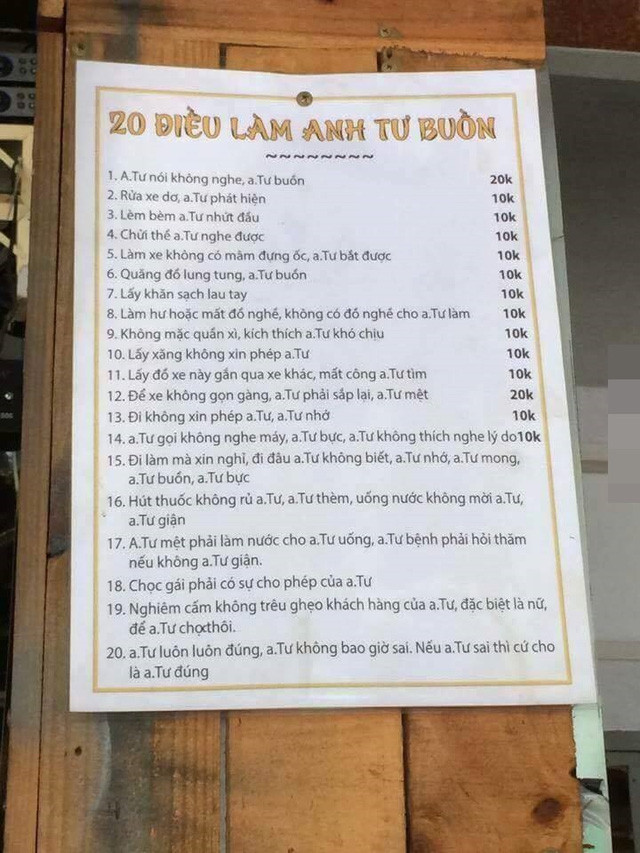 20 ĐIỀU LÀM ANH TƯ BUỒN
~~~~~~~~
1. A.Tư nói không nghe, a.Tư buồn 20k
2. Rửa xe dơ, a.Tư phát hiện 10k
3. Lèm bèm a.Tư nhứt đầu 10k
4. Chửi thề a.Tư nghe được 10k
5. Làm xe không có mâm đựng ốc, a.Tư bắt được 10k
6. Quăng đồ lung tung, a.Tư buồn 10k
7. Lấy khăn sạch lau tay 10k
8. Làm hư hoặc mất đồ nghề, không có đồ nghề cho a.Tư làm 10k
9. Không mặc quần xì, kích thích a.Tư khó chịu 10k
10. Lấy xăng không xin phép a.Tư 10k
11. Lấy đồ xe này gắn qua xe khác, mất công a.Tư tìm 10k
12. Để xe không gọn gàng, a.Tư phải sắp lại, a.Tư mệt 20k
13. Đi không xin phép a.Tư, a.Tư nhớ 10k
14. a.Tư gọi không nghe máy, a.Tư bực, a.Tư không thích nghe lý do10k
15. Đi làm mà xin nghỉ, đi đâu a.Tư không biết, a.Tư nhớ, a.Tư mong,
a.Tư buồn, a.Tư bực
16. Hút thuốc không rủ a.Tư, a.Tư thèm, uống nước không mời a.Tư,
a.Tư giận
17. A.Tư mệt phải làm nước cho a.Tư uống, a.Tư bệnh phải hỏi thăm
nếu không a.Tư giận.
18. Chọc gái phải có sự cho phép của a.Tư
19. Nghiêm cấm không trêu ghẹo khách hàng của a.Tư, đặc biệt là nữ,
để a.Tư chọxthôi.
20. a.Tư luôn luôn đúng, a.Tư không bao giờ sai. Nếu a.Tư sai thì cứ cho
là a.Tư đúng